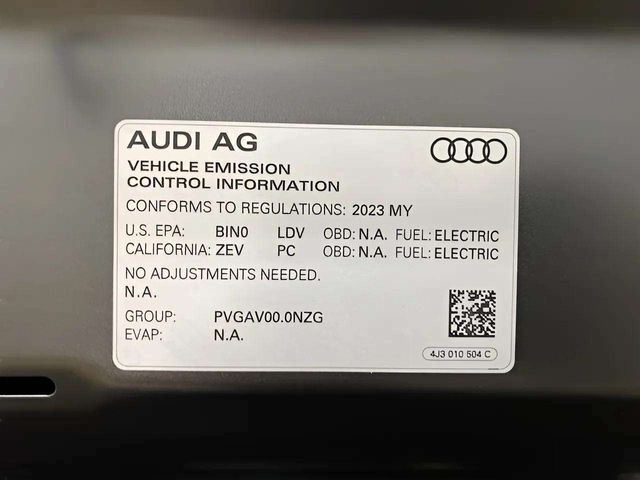 AUDI AG
VEHICLE EMISSION
CONTROL INFORMATION
CONFORMS TO REGULATIONS: 2023 MY
U.S. EPA: BIN0 LDV OBD: N.A. FUEL: ELECTRIC
CALIFORNIA: ZEV PC OBD: N.A. FUEL: ELECTRIC
NO ADJUSTMENTS NEEDED.
N.A.
GROUP: PVGAV00.0NZG
EVAP: N.A.
4J3 010 504 C